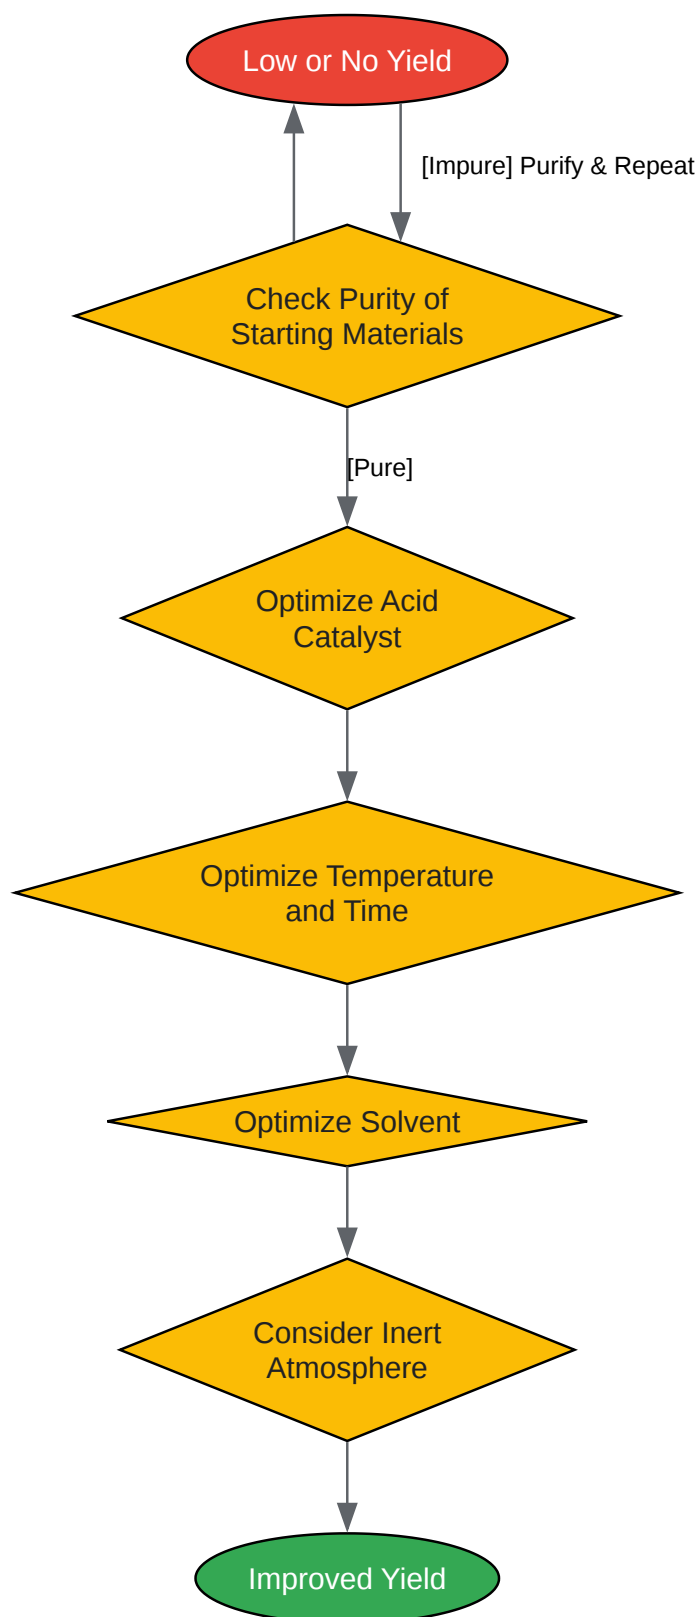 Low or No Yield
[Impure] Purify & Repeat
Check Purity of
Starting Materials
[Pure]
Optimize Acid
Catalyst
Optimize Temperature
and Time
Optimize Solvent
Consider Inert
Atmosphere
Improved Yield